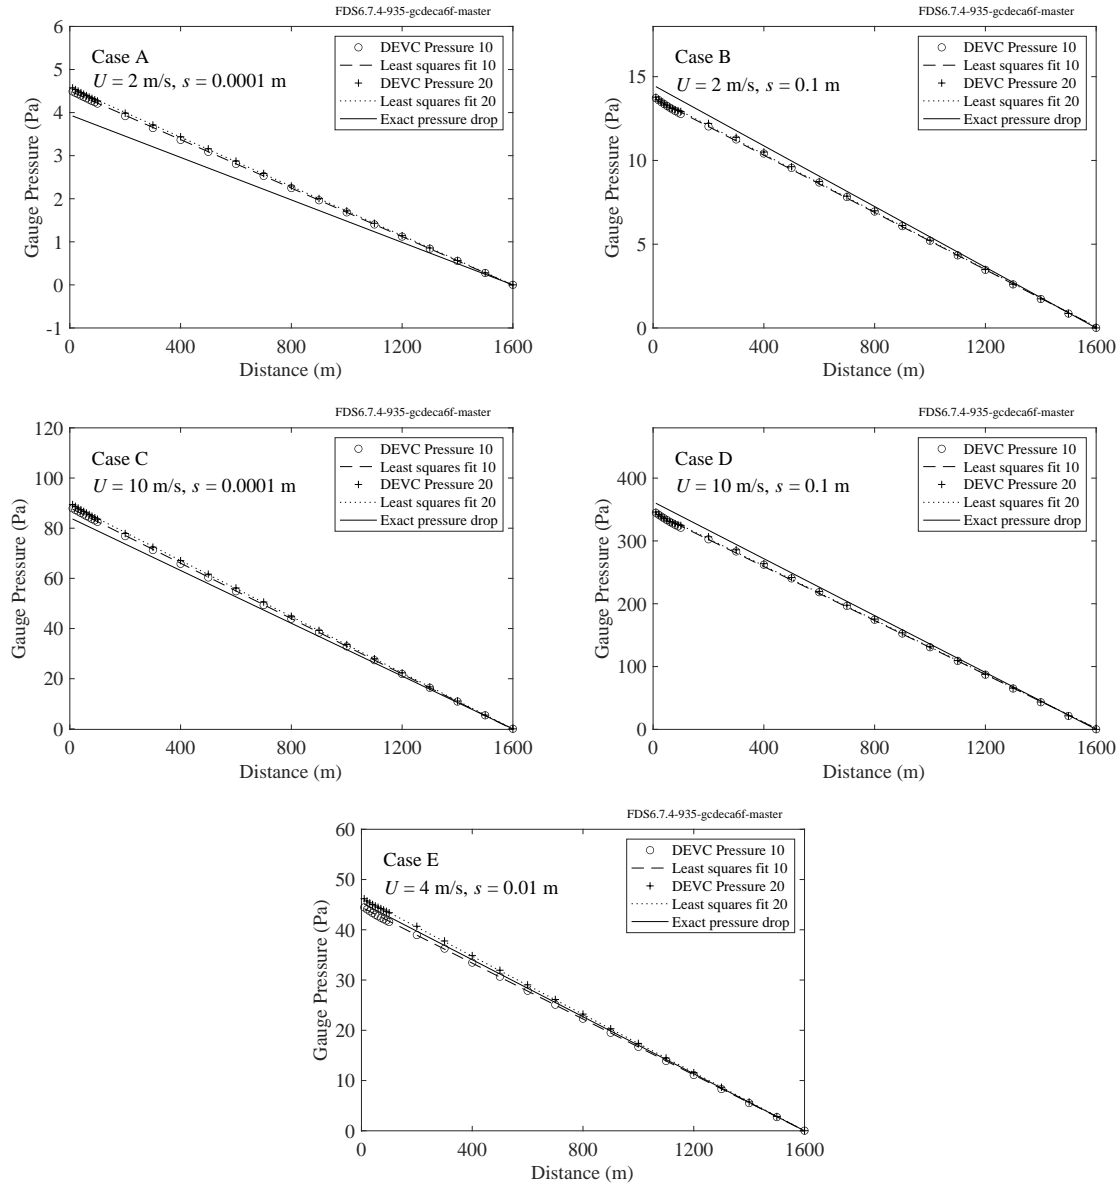 FDS6.7.4-935-gcdeca6f-master
6
5
4
3
2
1
0
-1
Gauge Pressure (Pa)
Case A
U = 2 m/s, s = 0.0001 m
DEVC Pressure 10
Least squares fit 10
DEVC Pressure 20
Least squares fit 20
Exact pressure drop
0 400 800 1200 1600
Distance (m)
FDS6.7.4-935-gcdeca6f-master
15
10
5
0
Gauge Pressure (Pa)
Case B
U = 2 m/s, s = 0.1 m
DEVC Pressure 10
Least squares fit 10
DEVC Pressure 20
Least squares fit 20
Exact pressure drop
0 400 800 1200 1600
Distance (m)
FDS6.7.4-935-gcdeca6f-master
120
100
80
60
40
20
0
Gauge Pressure (Pa)
Case C
U = 10 m/s, s = 0.0001 m
DEVC Pressure 10
Least squares fit 10
DEVC Pressure 20
Least squares fit 20
Exact pressure drop
0 400 800 1200 1600
Distance (m)
FDS6.7.4-935-gcdeca6f-master
400
300
200
100
0
Gauge Pressure (Pa)
Case D
U = 10 m/s, s = 0.1 m
DEVC Pressure 10
Least squares fit 10
DEVC Pressure 20
Least squares fit 20
Exact pressure drop
0 400 800 1200 1600
Distance (m)
FDS6.7.4-935-gcdeca6f-master
60
50
40
30
20
10
0
Gauge Pressure (Pa)
Case E
U = 4 m/s, s = 0.01 m
DEVC Pressure 10
Least squares fit 10
DEVC Pressure 20
Least squares fit 20
Exact pressure drop
0 400 800 1200 1600
Distance (m)